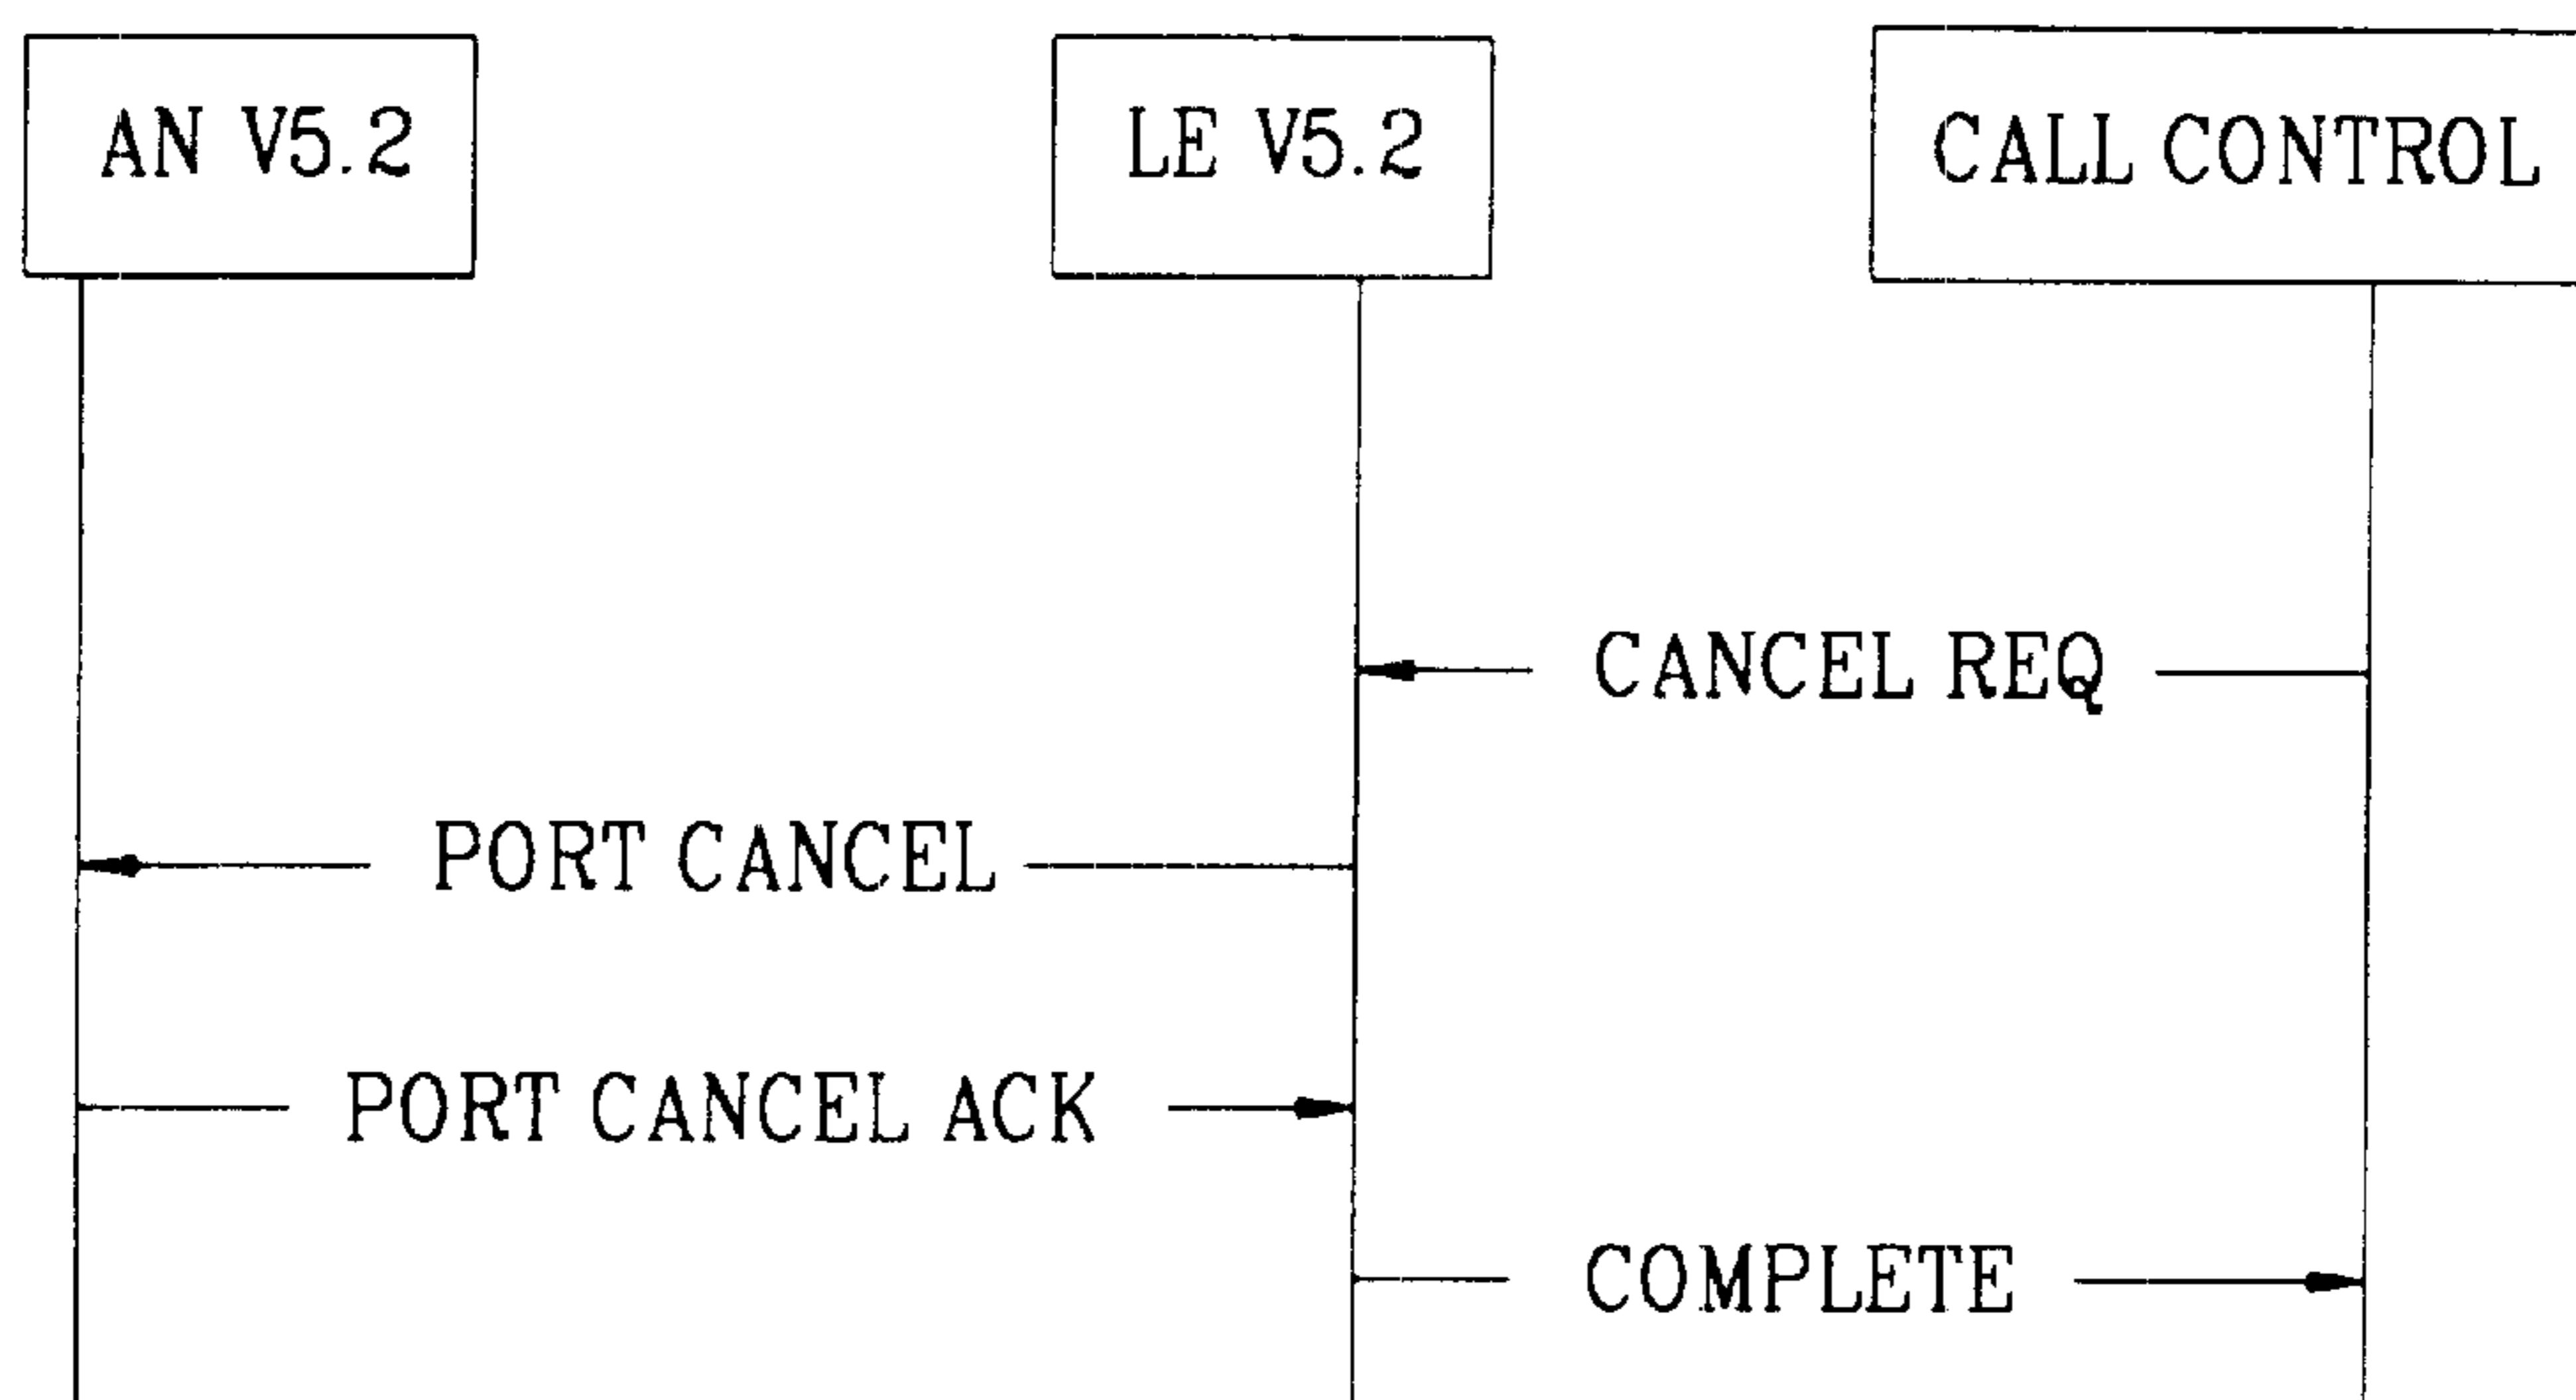 AN V5.2
LE V5.2
CALL CONTROL
CANCEL REQ
PORT CANCEL
PORT CANCEL ACK
COMPLETE